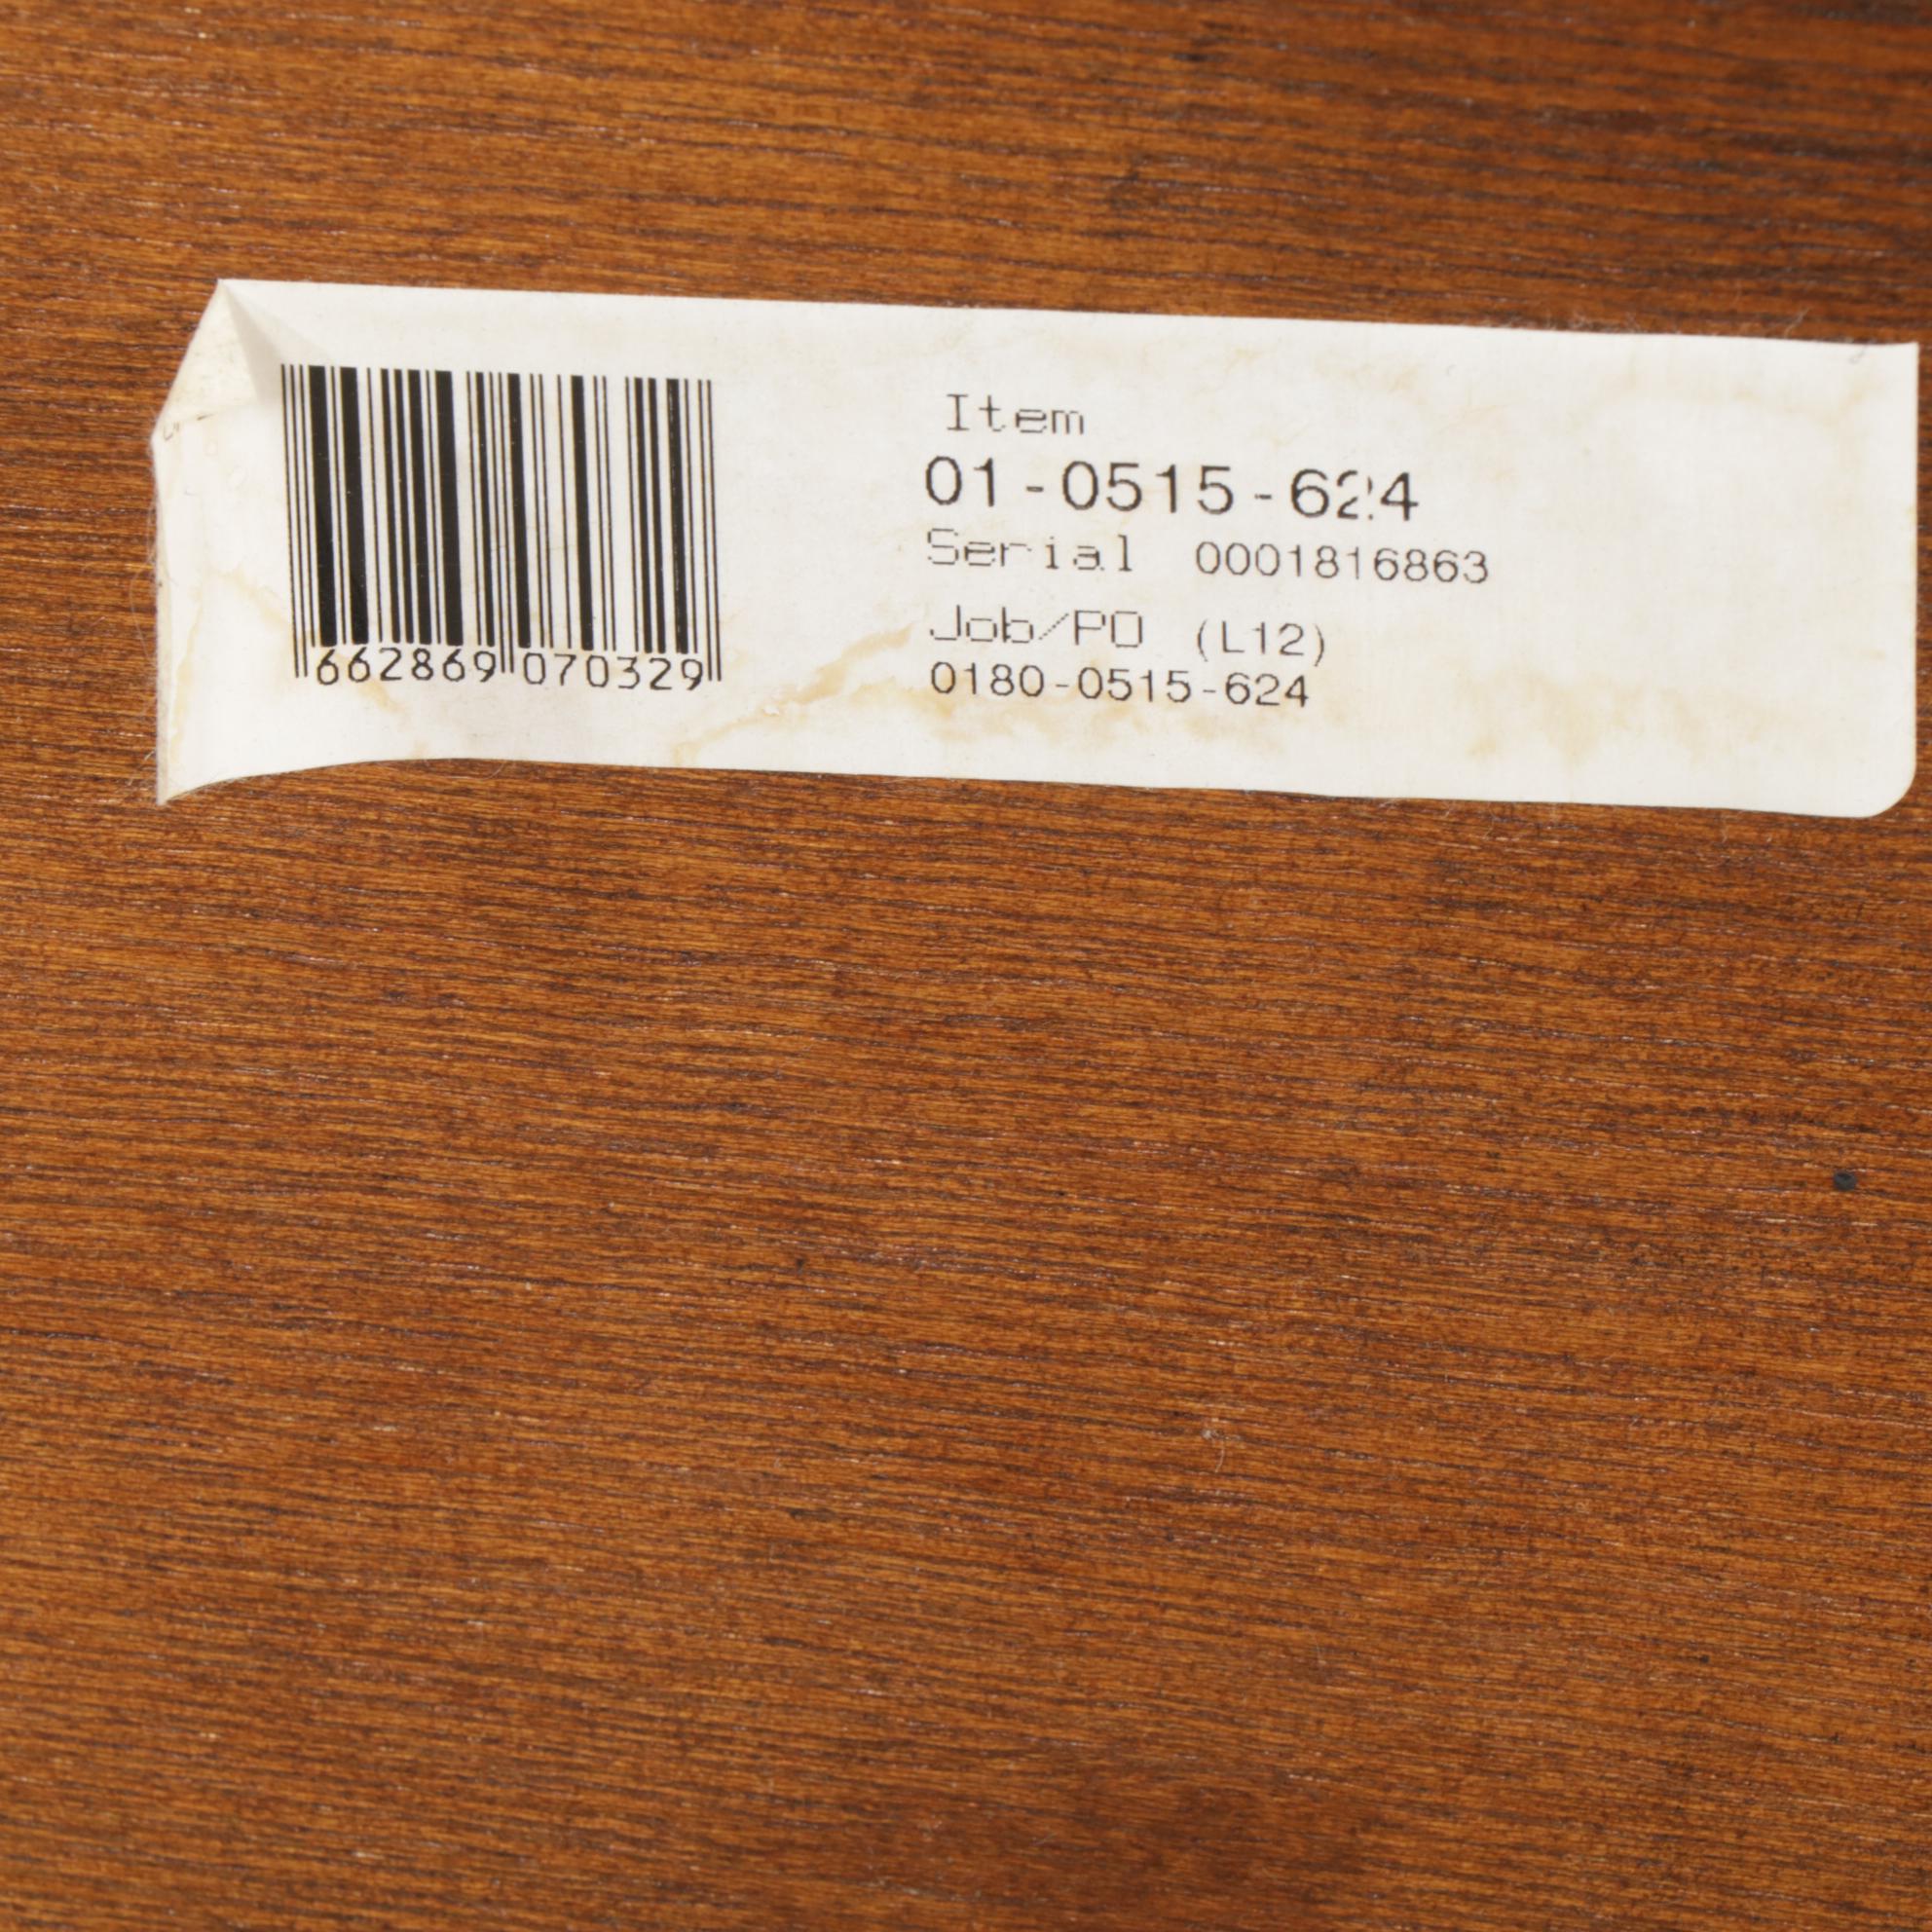 662869 070329
Item
01-0515-624
Serial 0001816863
Job/PO (L12)
0180-0515-624